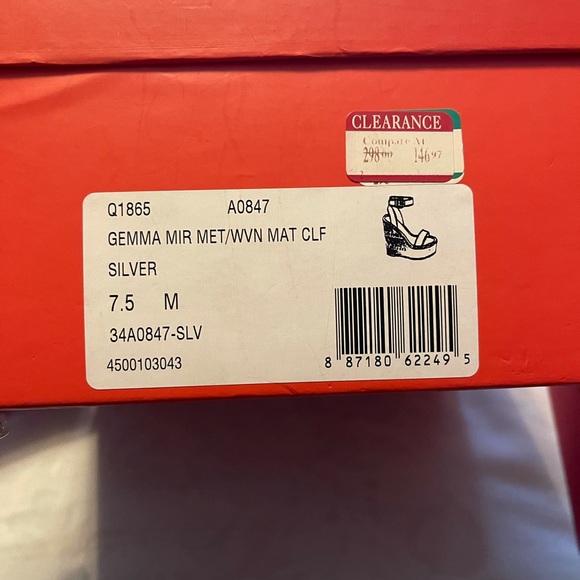 CLEARANCE
Compare At
298 00 146 97
Q1865 A0847
GEMMA MIR MET/WVN MAT CLF
SILVER
7.5 M
34A0847-SLV
4500103043
8 87180 62249 5